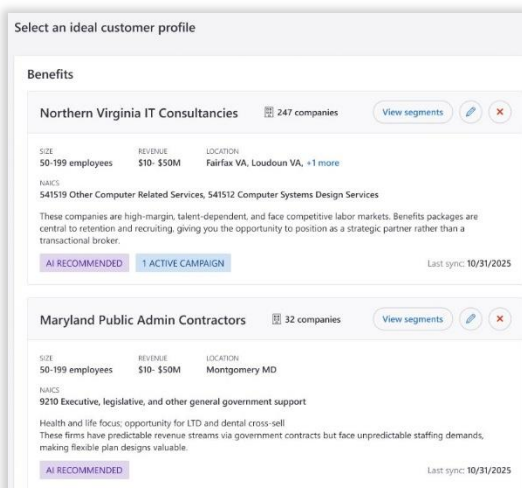 Select an ideal customer profile
Benefits
Northern Virginia IT Consultancies 247 companies View segments
SIZE REVENUE LOCATION
50-199 employees $10- $50M Fairfax VA, Loudoun VA, +1 more
NAICS
541519 Other Computer Related Services, 541512 Computer Systems Design Services
These companies are high-margin, talent-dependent, and face competitive labor markets. Benefits packages are
central to retention and recruiting, giving you the opportunity to position as a strategic partner rather than a
transactional broker.
AI RECOMMENDED 1 ACTIVE CAMPAIGN Last sync: 10/31/2025
Maryland Public Admin Contractors 32 companies View segments
SIZE REVENUE LOCATION
50-199 employees $10- $50M Montgomery MD
NAICS
9210 Executive, legislative, and other general government support
Health and life focus; opportunity for LTD and dental cross-sell
These firms have predictable revenue streams via government contracts but face unpredictable staffing demands,
making flexible plan designs valuable.
AI RECOMMENDED Last sync: 10/31/2025